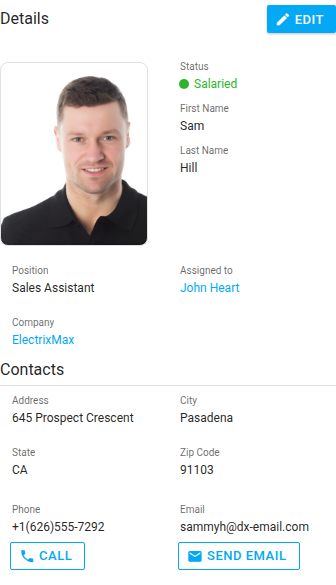 Details
EDIT
Status
Salaried
First Name
Sam
Last Name
Hill
Position
Assigned to
Sales Assistant
John Heart
Company
ElectrixMax
Contacts
Address
City
645 Prospect Crescent
Pasadena
State
Zip Code
CA
91103
Phone
Email
+1(626)555-7292
sammyh@dx-email.com
CALL
SEND EMAIL